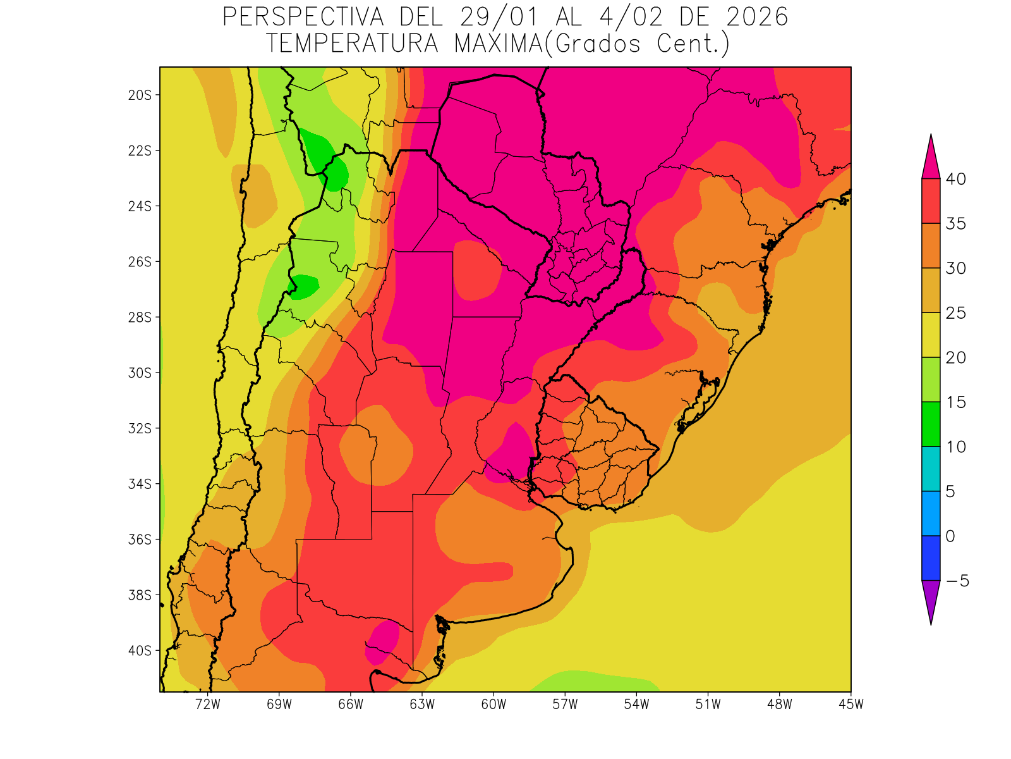 PERSPECTIVA DEL 29/01 AL 4/02 DE 2026
TEMPERATURA MAXIMA(Grados Cent.)
20S
22S
24S
26S
28S
30S
32S
34S
36S
38S
40S
72W 69W 66W 63W 60W 57W 54W 51W 48W 45W
40
35
30
25
20
15
10
5
0
−5